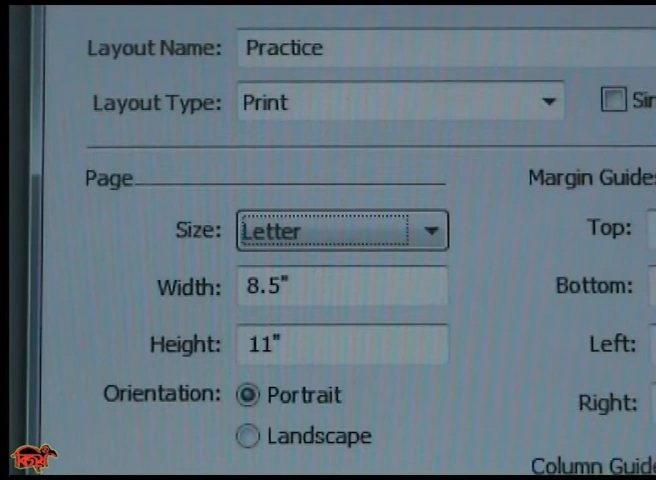 Layout Name: Practice
Layout Type: Print
Page
Size: Letter
Width: 8.5"
Height: 11"
Orientation: Portrait
Landscape
Margin Guides
Top:
Bottom:
Left:
Right:
Column Guide